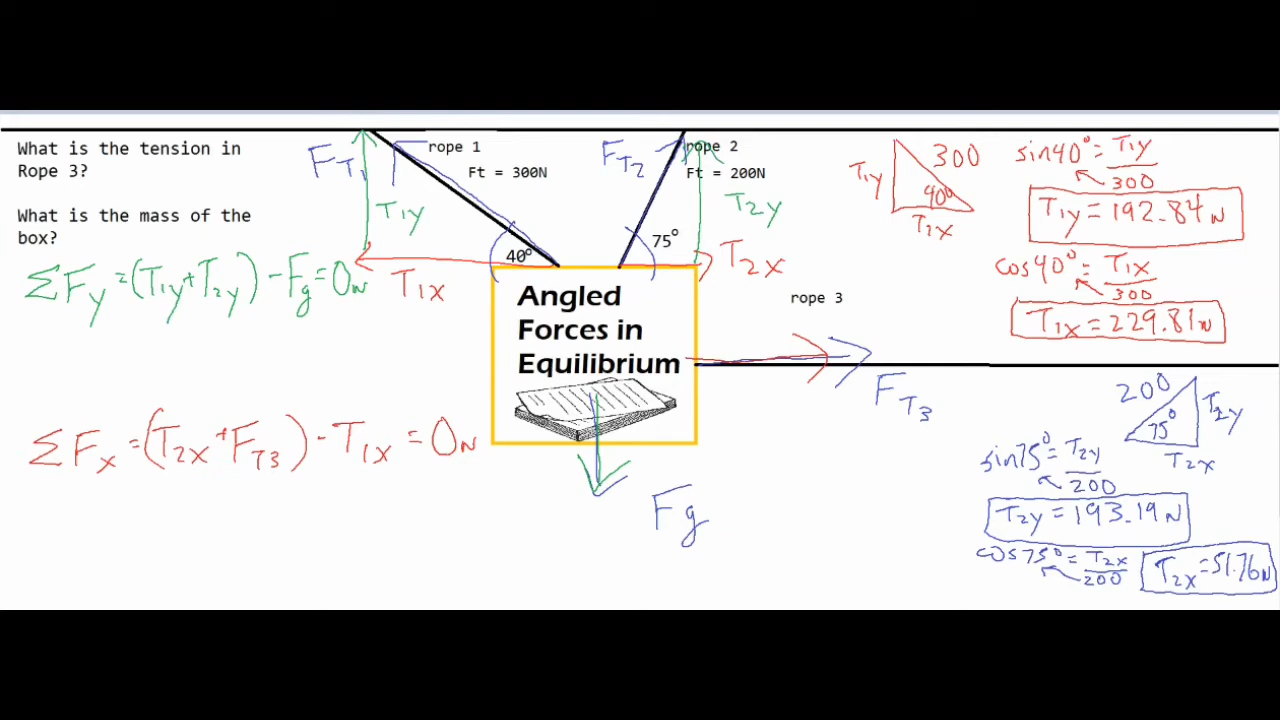 What is the tension in
Rope 3?
What is the mass of the
box?
ΣFy = (T1y + T2y) - Fg = 0N
ΣFx = (T2x + FT3) - T1x = 0N
FT1
rope 1
Ft = 300N
T1y
40°
T1x
FT2
rope 2
Ft = 200N
T2y
75°
T2x
Angled
Forces in
Equilibrium
rope 3
FT3
Fg
300
T1y
40°
T2x
sin40° = T1y
300
T1y = 192.84N
cos40° = T1x
300
T1x = 229.81N
200
T2y
75°
T2x
sin75° = T2y
200
T2y = 193.19N
cos75° = T2x
200
T2x = 51.76N